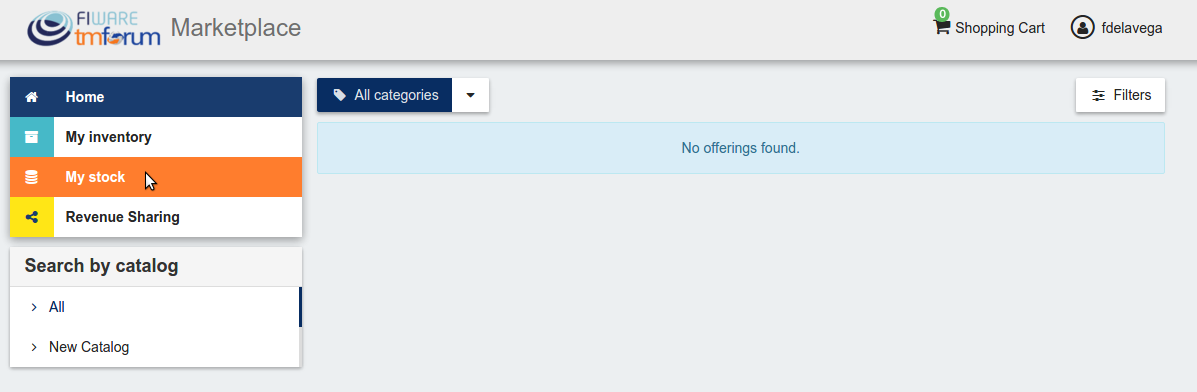 FIWARE
tmforum
Marketplace
0
Shopping Cart
fdelavega
Home
My inventory
My stock
Revenue Sharing
Search by catalog
All
New Catalog
All categories
Filters
No offerings found.